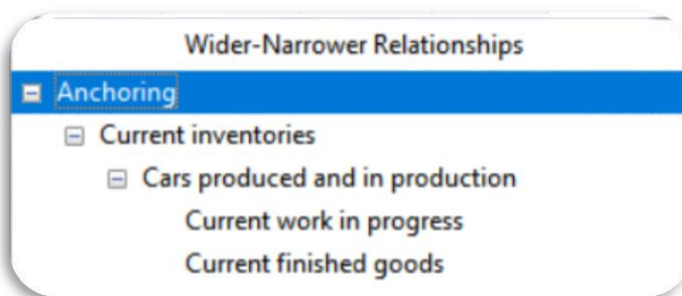 Wider-Narrower Relationships
Anchoring
Current inventories
Cars produced and in production
Current work in progress
Current finished goods